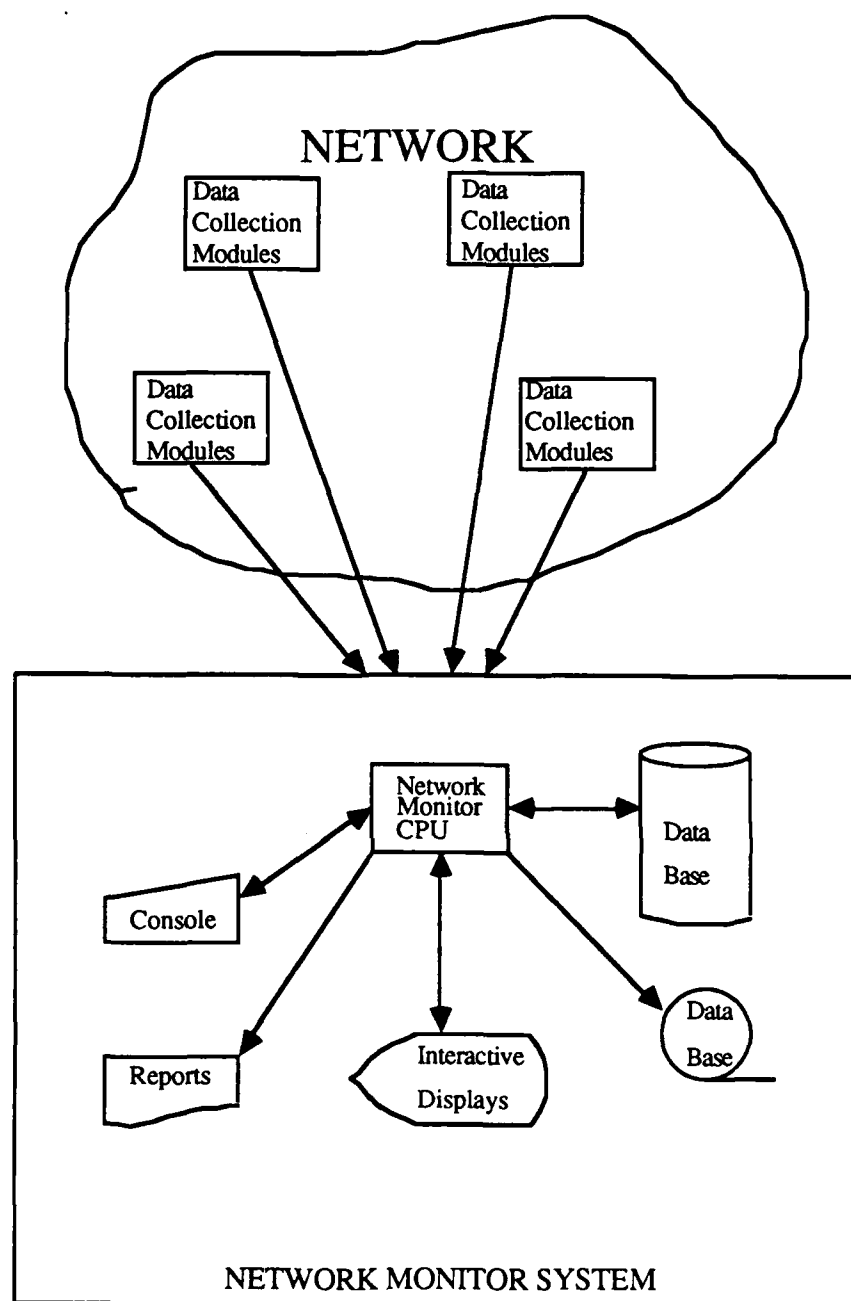 NETWORK
Data
Collection
Modules
Data
Collection
Modules
Data
Collection
Modules
Data
Collection
Modules
Network
Monitor
CPU
Data
Base
Console
Data
Base
Reports
Interactive
Displays
NETWORK MONITOR SYSTEM